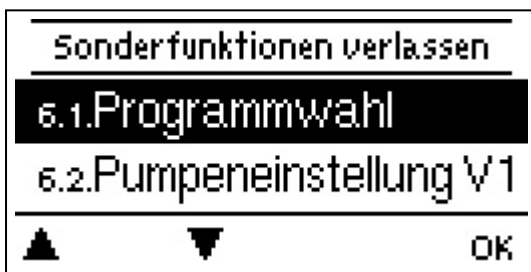 Sonderfunktionen verlassen
6.1.Programmwahl
6.2.Pumpeneinstellung V1
OK